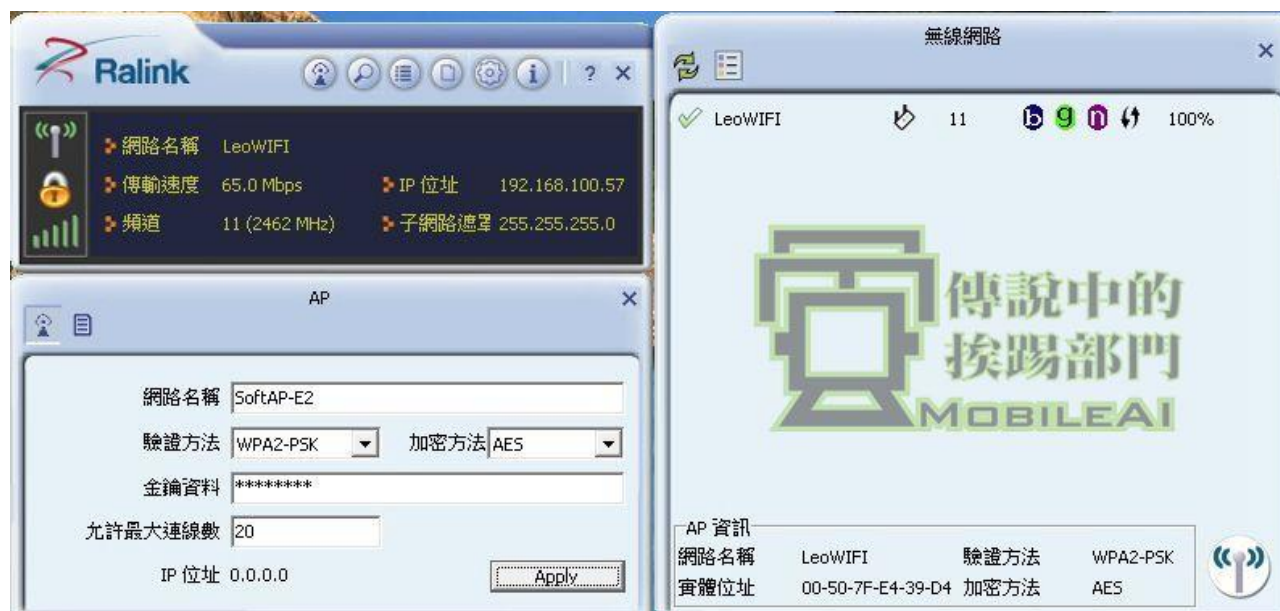 Ralink
? ×
網路名稱 LeoWIFI
傳輸速度 65.0 Mbps IP 位址 192.168.100.57
頻道 11 (2462 MHz) 子網路遮罩 255.255.255.0
AP
網路名稱 SoftAP-E2
驗證方法 WPA2-PSK 加密方法 AES
金鑰資料 ********
允許最大連線數 20
IP 位址 0.0.0.0 Apply
無線網路
LeoWIFI 11 b g n 100%
傳說中的
挨踢部門
MOBILEAI
AP 資訊
網路名稱 LeoWIFI 驗證方法 WPA2-PSK
實體位址 00-50-7F-E4-39-D4 加密方法 AES